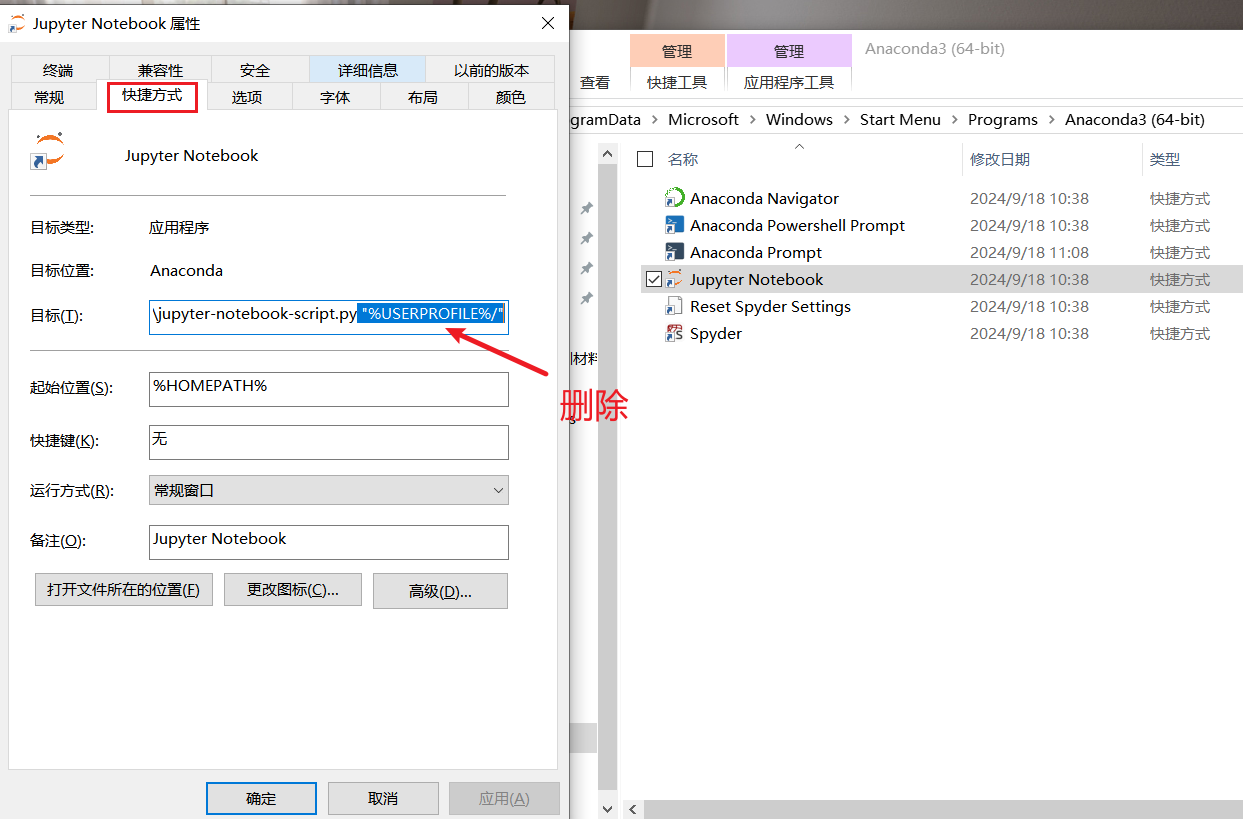 Jupyter Notebook 属性
终端 兼容性 安全 详细信息 以前的版本
常规 快捷方式 选项 字体 布局 颜色
Jupyter Notebook
目标类型: 应用程序
目标位置: Anaconda
目标(T): \jupyter-notebook-script.py "%USERPROFILE%/"
删除
起始位置(S): %HOMEPATH%
快捷键(K): 无
运行方式(R): 常规窗口
备注(O): Jupyter Notebook
打开文件所在的位置(F) 更改图标(C)... 高级(D)...
确定 取消 应用(A)
管理 管理 Anaconda3 (64-bit)
查看 快捷工具 应用程序工具
gramData > Microsoft > Windows > Start Menu > Programs > Anaconda3 (64-bit)
名称 修改日期 类型
Anaconda Navigator 2024/9/18 10:38 快捷方式
Anaconda Powershell Prompt 2024/9/18 10:38 快捷方式
Anaconda Prompt 2024/9/18 11:08 快捷方式
Jupyter Notebook 2024/9/18 10:38 快捷方式
Reset Spyder Settings 2024/9/18 10:38 快捷方式
Spyder 2024/9/18 10:38 快捷方式
材料